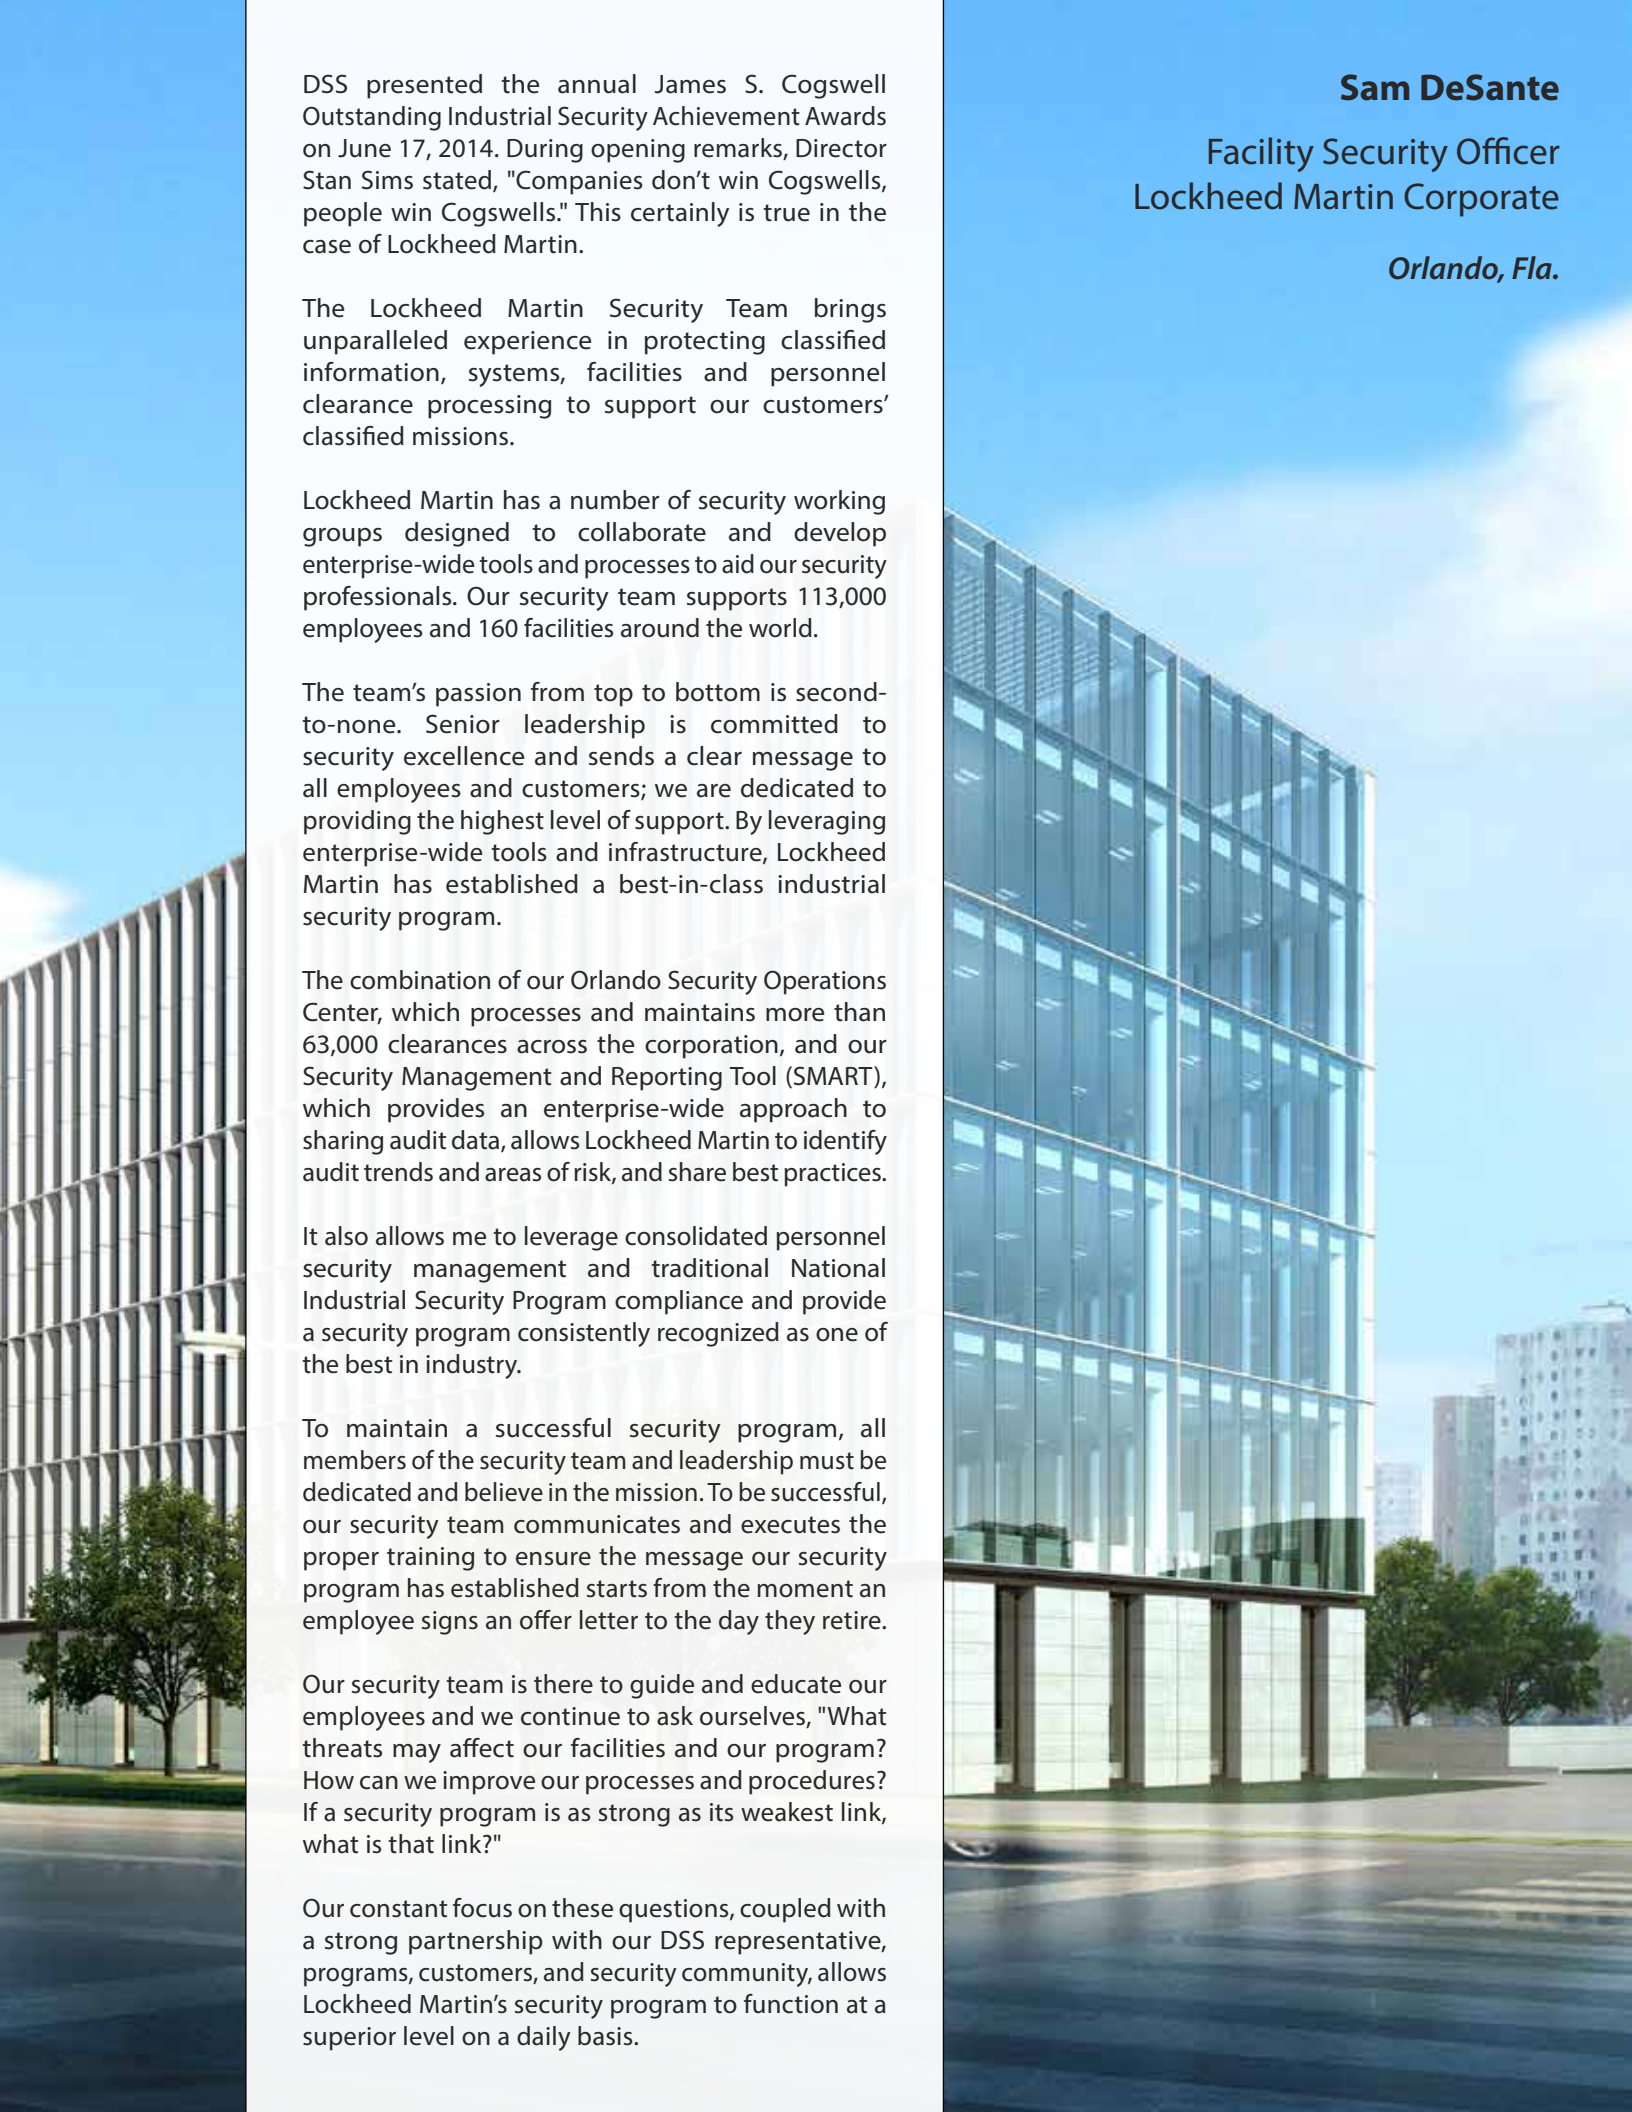 DSS presented the annual James S. Cogswell
Outstanding Industrial Security Achievement Awards
on June 17, 2014. During opening remarks, Director
Stan Sims stated, "Companies don’t win Cogswells,
people win Cogswells." This certainly is true in the
case of Lockheed Martin.
The Lockheed Martin Security Team brings
unparalleled experience in protecting classified
information, systems, facilities and personnel
clearance processing to support our customers’
classified missions.
Lockheed Martin has a number of security working
groups designed to collaborate and develop
enterprise-wide tools and processes to aid our security
professionals. Our security team supports 113,000
employees and 160 facilities around the world.
The team’s passion from top to bottom is second-
to-none. Senior leadership is committed to
security excellence and sends a clear message to
all employees and customers; we are dedicated to
providing the highest level of support. By leveraging
enterprise-wide tools and infrastructure, Lockheed
Martin has established a best-in-class industrial
security program.
The combination of our Orlando Security Operations
Center, which processes and maintains more than
63,000 clearances across the corporation, and our
Security Management and Reporting Tool (SMART),
which provides an enterprise-wide approach to
sharing audit data, allows Lockheed Martin to identify
audit trends and areas of risk, and share best practices.
It also allows me to leverage consolidated personnel
security management and traditional National
Industrial Security Program compliance and provide
a security program consistently recognized as one of
the best in industry.
To maintain a successful security program, all
members of the security team and leadership must be
dedicated and believe in the mission. To be successful,
our security team communicates and executes the
proper training to ensure the message our security
program has established starts from the moment an
employee signs an offer letter to the day they retire.
Our security team is there to guide and educate our
employees and we continue to ask ourselves, "What
threats may affect our facilities and our program?
How can we improve our processes and procedures?
If a security program is as strong as its weakest link,
what is that link?"
Our constant focus on these questions, coupled with
a strong partnership with our DSS representative,
programs, customers, and security community, allows
Lockheed Martin’s security program to function at a
superior level on a daily basis.
Sam DeSante
Facility Security Officer
Lockheed Martin Corporate
Orlando, Fla.